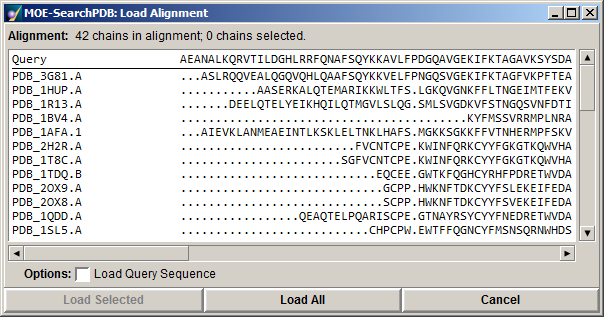 MOE-SearchPDB: Load Alignment
Alignment: 42 chains in alignment; 0 chains selected.
Query AEANALKQRVTILDGHLRRFQNAFSQYKKAVLFPDGQAVGEKIFKTAGAVKSYSDA
PDB_3G81.A ...ASLRQQVEALQGQVQHLQAAFSQYKKVELFPNGQSVGEKIFKTAGFVKPFTEA
PDB_1HUP.A ............AASERKALQTEMARIKKWLTFS.LGKQVGNKFFLTNGEIMTFEKV
PDB_1R13.A .......DEELQTELYEIKHQILQTMGVLSLQG.SMLSVGDKVFSTNGQSVNFDTI
PDB_1BV4.A ............................................KYFMSSVRRMPLNRA
PDB_1AFA.1 ...AIEVKLANMEAEINTLKSKLELTNKLHAFS.MGKKSGKKFFVTNHERMPFSKV
PDB_2H2R.A ...........................FVCNTCPE.KWINFQRKCYYFGKGTKQWVHA
PDB_1T8C.A ........................SGFVCNTCPE.KWINFQRKCYYFGKGTKQWVHA
PDB_1TDQ.B ..............................EQCEE.GWTKFQGHCYRHFPDRETWVDA
PDB_2OX9.A ...............................GCPP.HWKNFTDKCYYFSLEKEIFEDA
PDB_2OX8.A ...............................SCPP.HWKNFTDKCYYFSVEKEIFEDA
PDB_1QDD.A ..................QEAQTELPQARISCPE.GTNAYRSYCYYFNEDRETWVDA
PDB_1SL5.A .............................CHPCPW.EWTFFQGNCYFMSNSQRNWHDS
Options: Load Query Sequence
Load Selected Load All Cancel